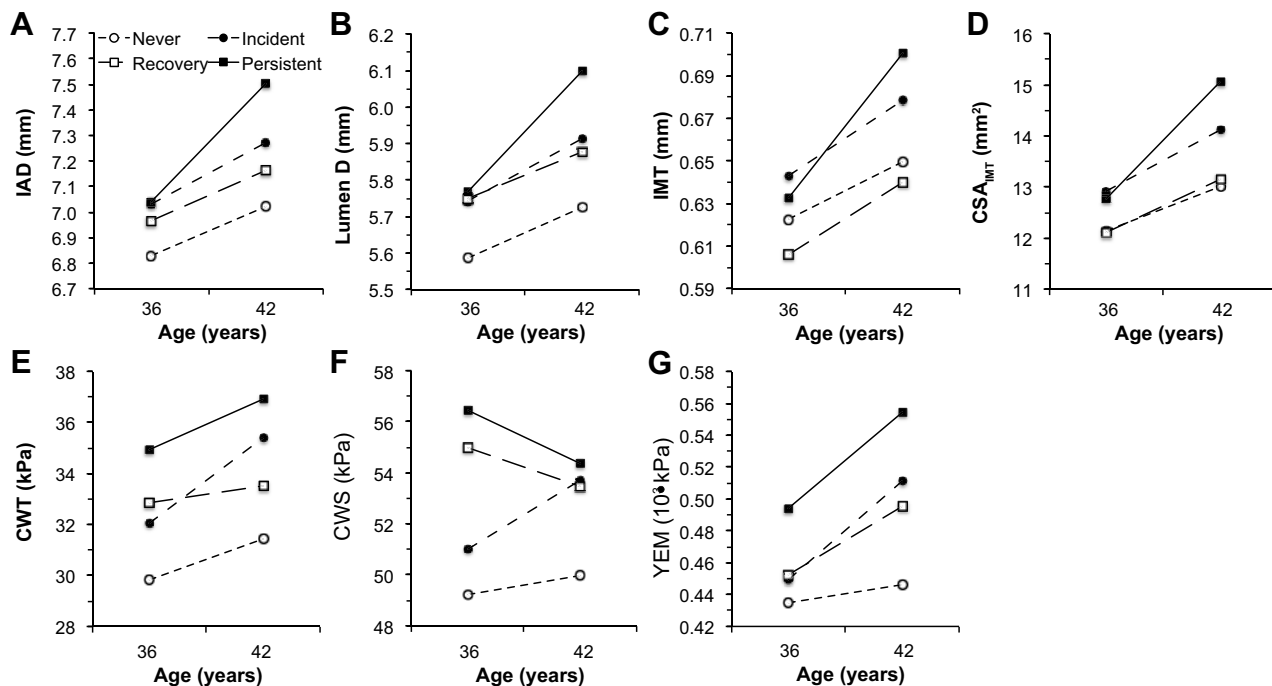 A
Never
Incident
Recovery
Persistent
IAD (mm)
7.7
7.6
7.5
7.4
7.3
7.2
7.1
7.0
6.9
6.8
6.7
36 42
Age (years)
B
Lumen D (mm)
6.2
6.1
6.0
5.9
5.8
5.7
5.6
5.5
36 42
Age (years)
C
IMT (mm)
0.71
0.69
0.67
0.65
0.63
0.61
0.59
36 42
Age (years)
D
CSA_IMT (mm²)
16
15
14
13
12
11
36 42
Age (years)
E
CWT (kPa)
38
36
35
33
32
30
28
36 42
Age (years)
F
CWS (kPa)
58
56
55
53
51
50
48
36 42
Age (years)
G
YEM (10³•kPa)
0.58
0.56
0.54
0.52
0.50
0.48
0.46
0.44
0.42
36 42
Age (years)